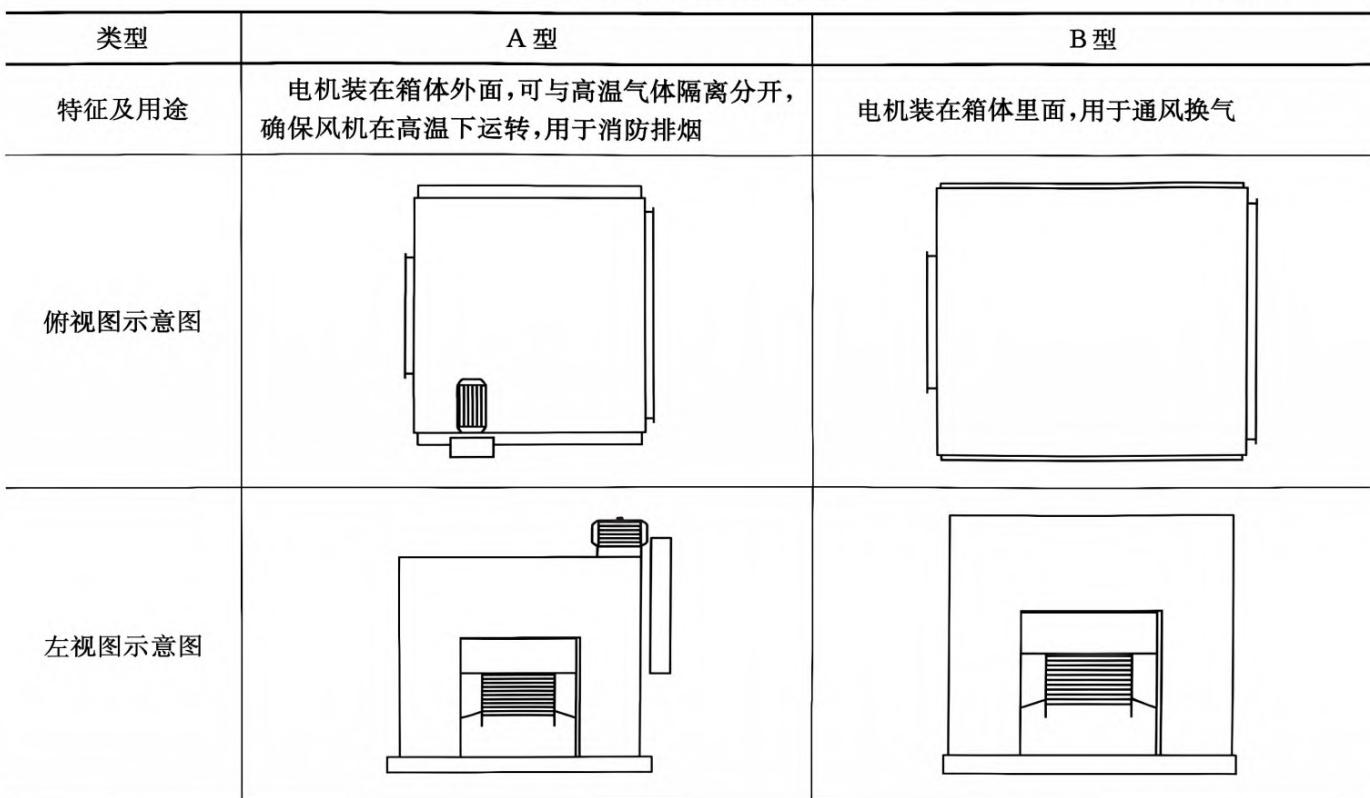 类型
A 型
B 型
特征及用途
电机装在箱体外面,可与高温气体隔离分开,
确保风机在高温下运转,用于消防排烟
电机装在箱体里面,用于通风换气
俯视图示意图
左视图示意图